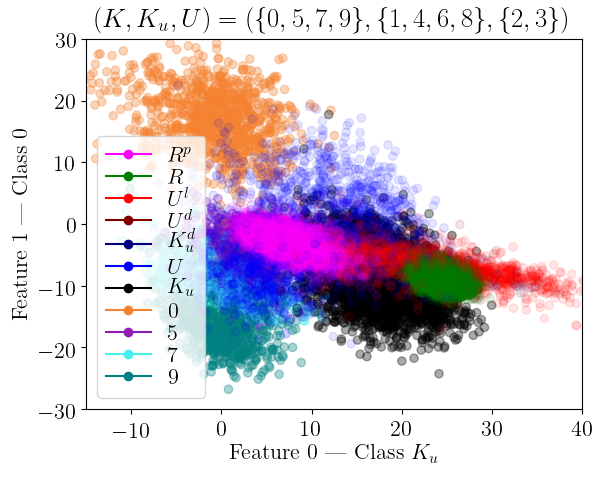 (K, K_u, U) = ({0, 5, 7, 9}, {1, 4, 6, 8}, {2, 3})
30
20
10
0
−10
−20
−30
Feature 1 — Class 0
R^p
R
U^l
U^d
K_u^d
U
K_u
0
5
7
9
−10 0 10 20 30 40
Feature 0 — Class K_u